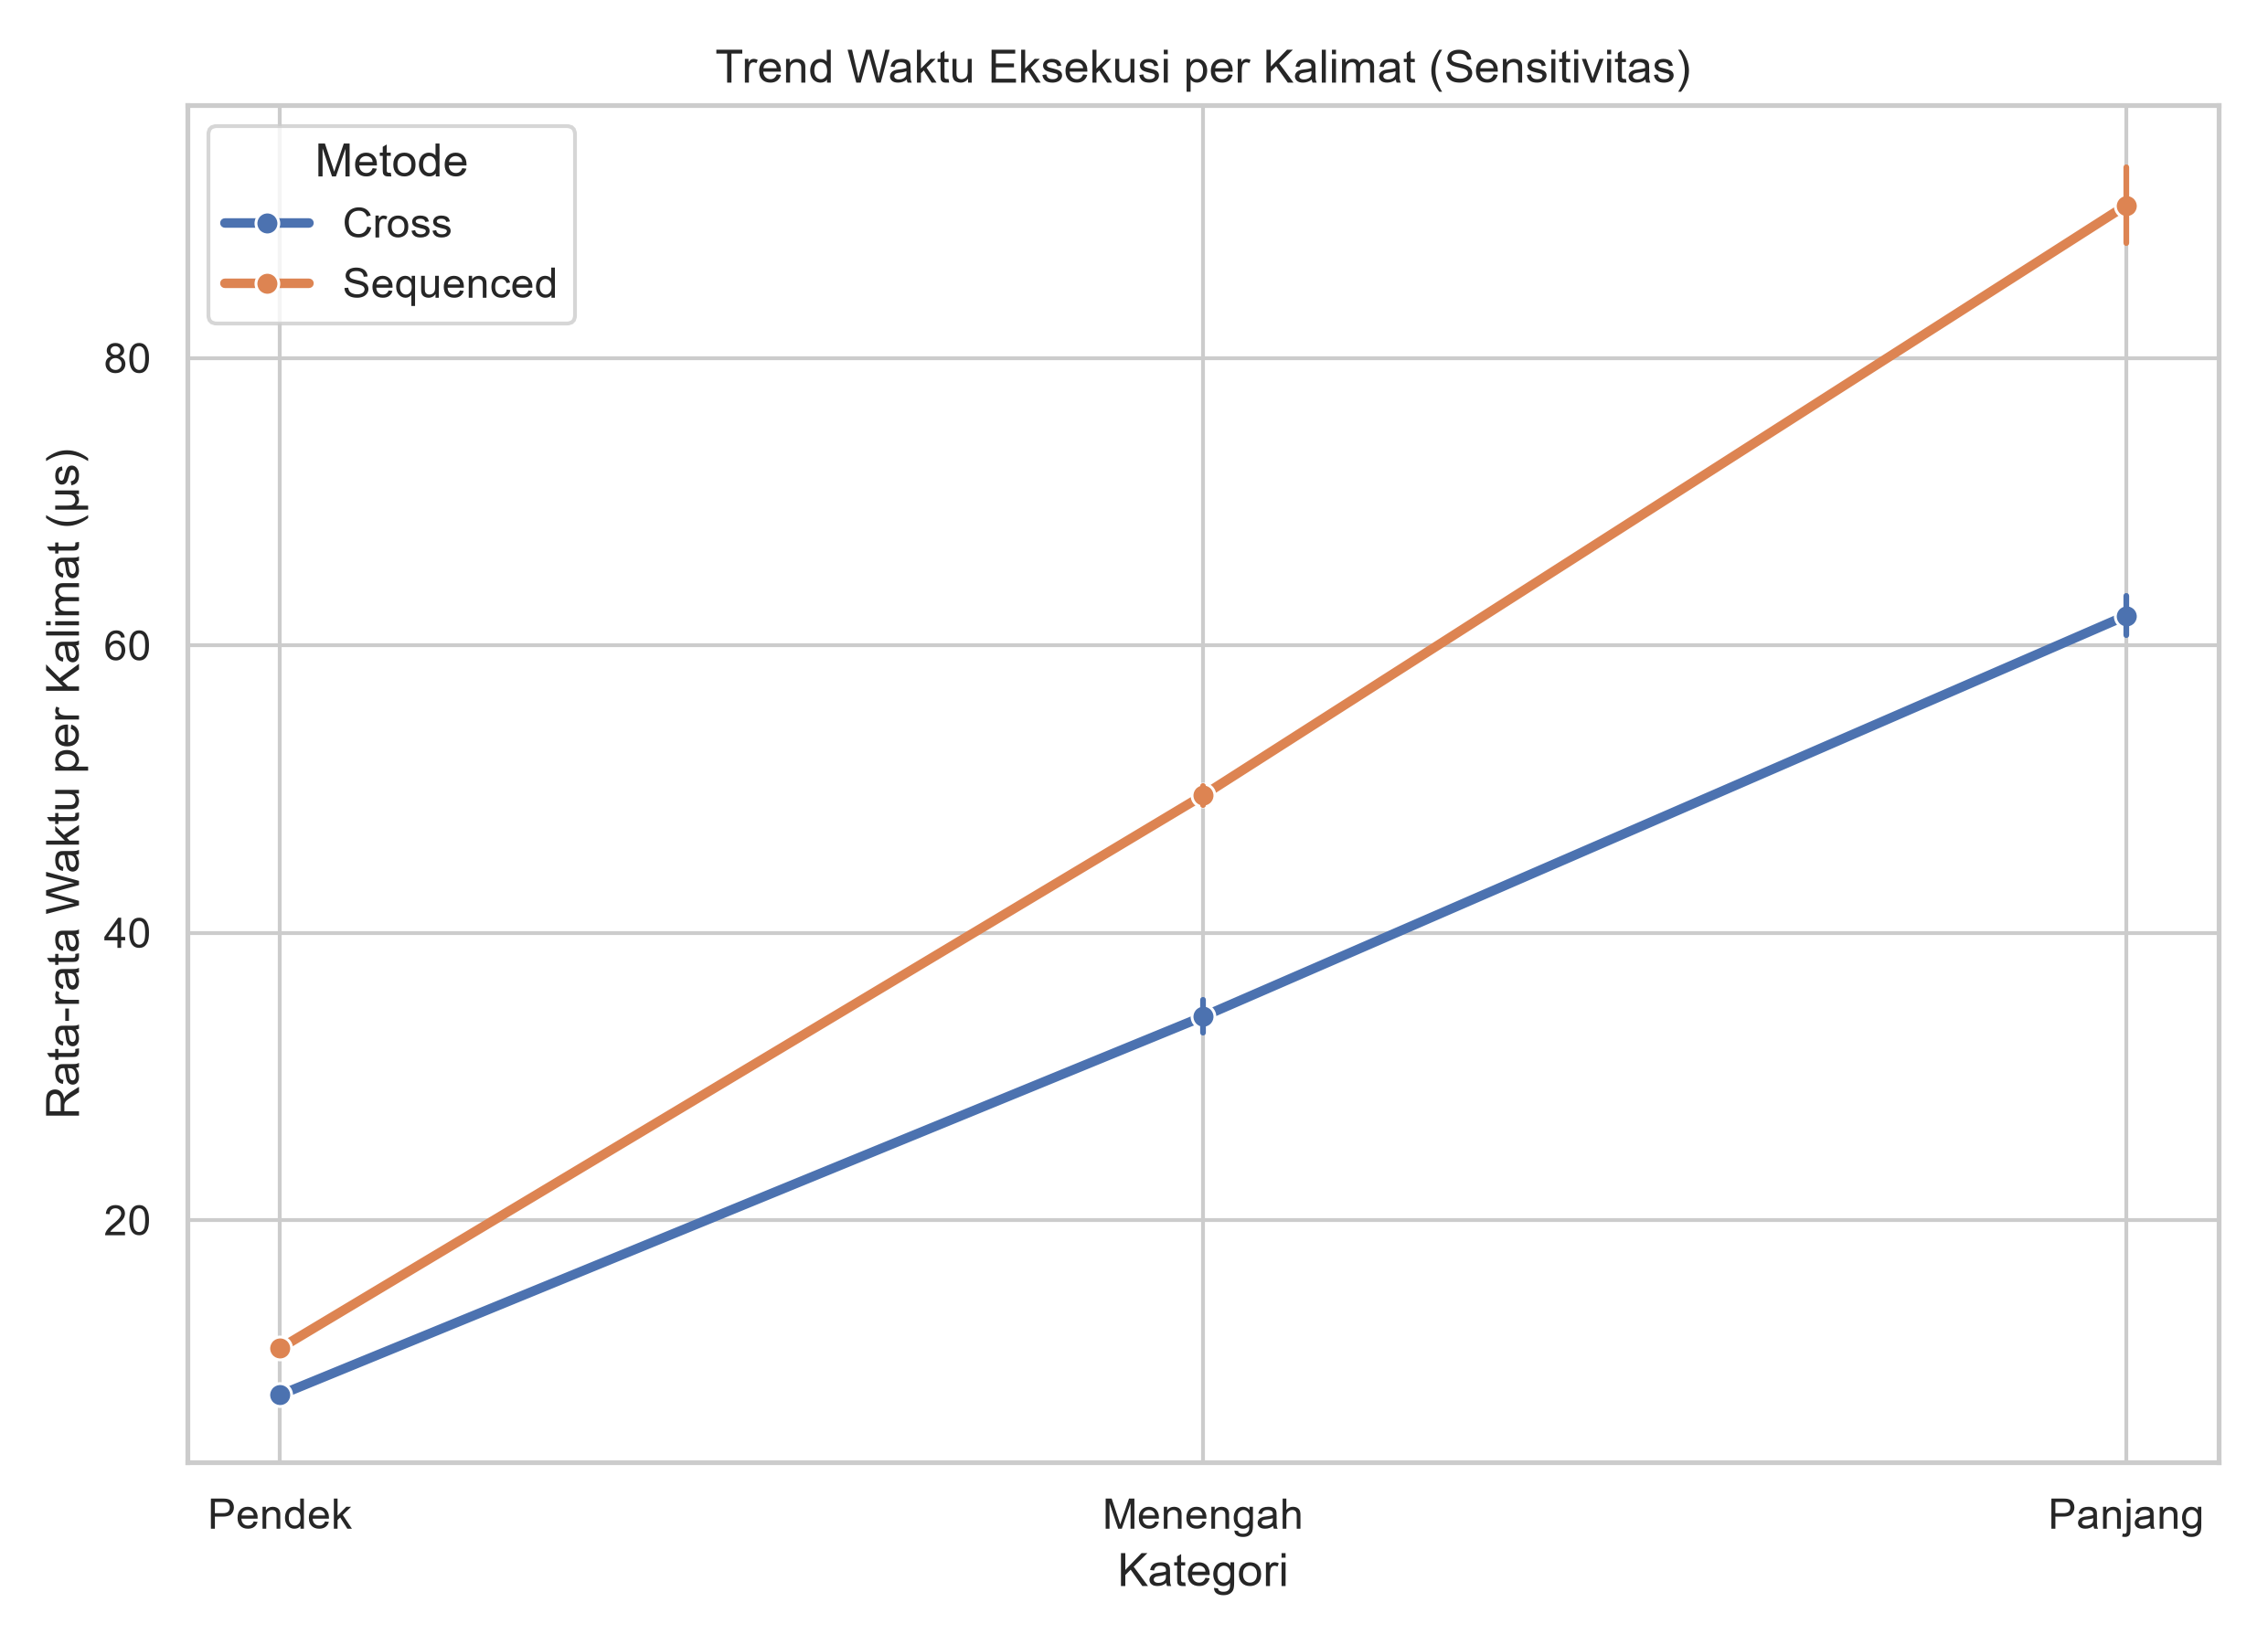 Trend Waktu Eksekusi per Kalimat (Sensitivitas)
Metode
Cross
Sequenced
Rata-rata Waktu per Kalimat (µs)
80
60
40
20
Pendek
Menengah
Panjang
Kategori